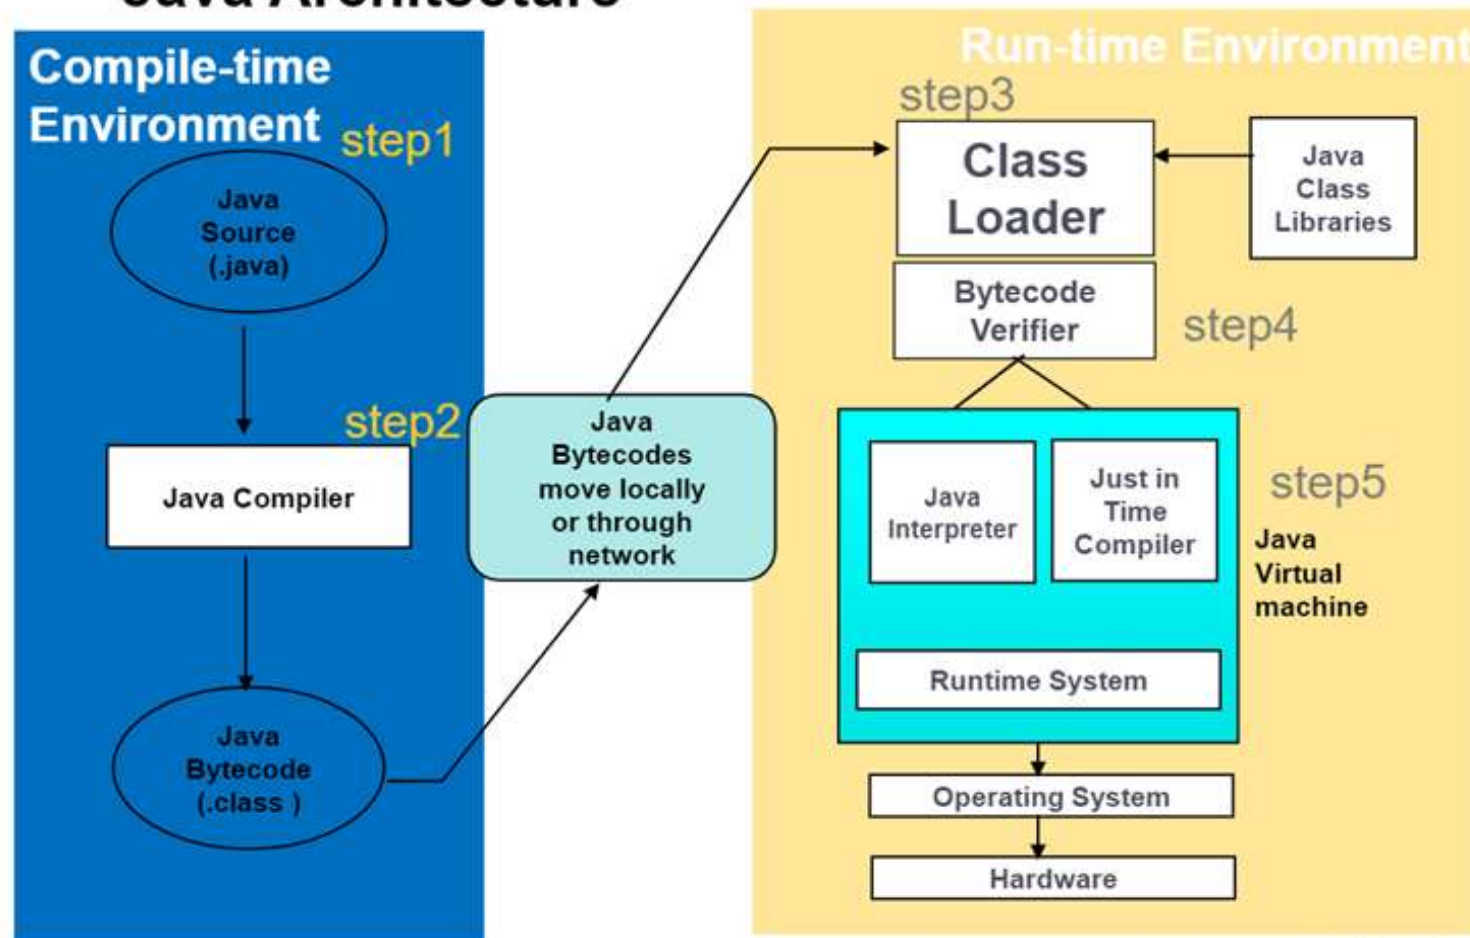 Java Architecture
Compile-time
Environment
step1
Java
Source
(.java)
step2
Java Compiler
Java
Bytecode
(.class )
Java
Bytecodes
move locally
or through
network
Run-time Environment
step3
Class
Loader
Java
Class
Libraries
Bytecode
Verifier
step4
Java
Interpreter
Just in
Time
Compiler
step5
Java
Virtual
machine
Runtime System
Operating System
Hardware